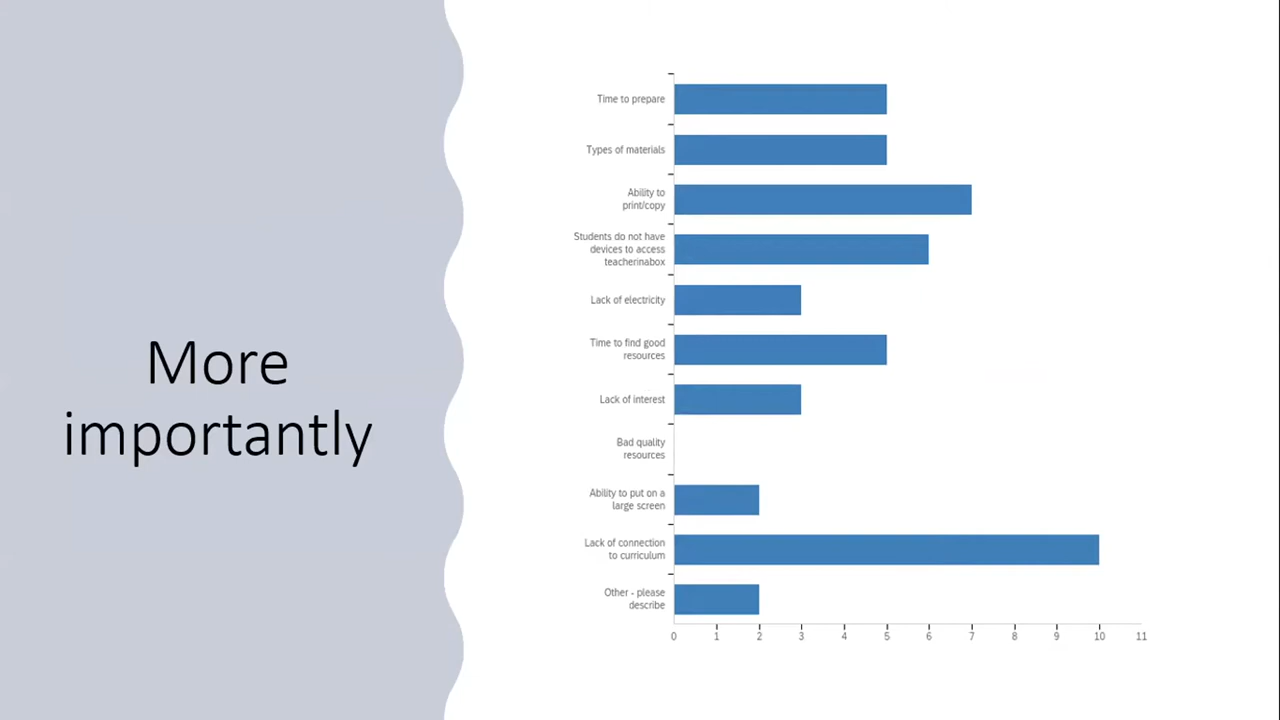 More
importantly
Time to prepare
Types of materials
Ability to
print/copy
Students do not have
devices to access
teacherinabox
Lack of electricity
Time to find good
resources
Lack of interest
Bad quality
resources
Ability to put on a
large screen
Lack of connection
to curriculum
Other - please
describe
0 1 2 3 4 5 6 7 8 9 10 11